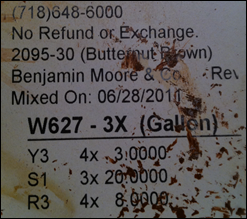 (718)648-6000
No Refund or Exchange.
2095-30 (Butternut Brown)
Benjamin Moore & Rev
Mixed On: 06/28/2011
W627 - 3X (Gallon)
Y3 4x 3.0000
S1 3x 20.0000
R3 4x 8.0000